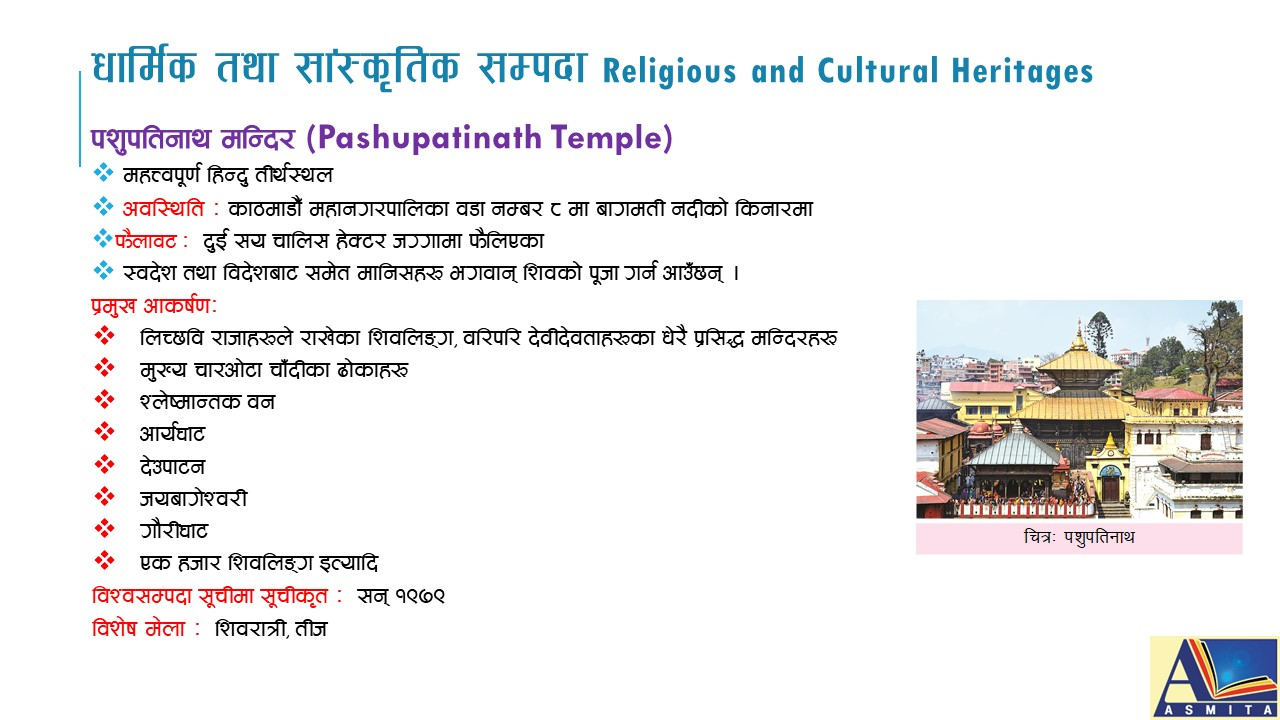 धार्मिक तथा सांस्कृतिक सम्पदा Religious and Cultural Heritages
पशुपतिनाथ मन्दिर (Pashupatinath Temple)
महत्त्वपूर्ण हिन्दु तीर्थस्थल
अवस्थिति : काठमाडौँ महानगरपालिका वडा नम्बर ८ मा बागमती नदीको किनारमा
फैलावट : दुई सय चालिस हेक्टर जग्गामा फैलिएका
स्वदेश तथा विदेशबाट समेत मानिसहरु भगवान् शिवको पूजा गर्न आउँछन् ।
प्रमुख आकर्षण:
लिच्छवि राजाहरुले राखेका शिवलिङ्ग, वरिपरि देवीदेवताहरुका धेरै प्रसिद्ध मन्दिरहरु
मुख्य चारओटा चाँदीका ढोकाहरु
श्लेष्मान्तक वन
आर्यघाट
देउपाटन
जयबागेश्वरी
गौरीघाट
एक हजार शिवलिङ्ग इत्यादि
विश्वसम्पदा सूचीमा सूचीकृत : सन् १९७९
विशेष मेला : शिवरात्री, तीज
चित्र: पशुपतिनाथ
ASMITA